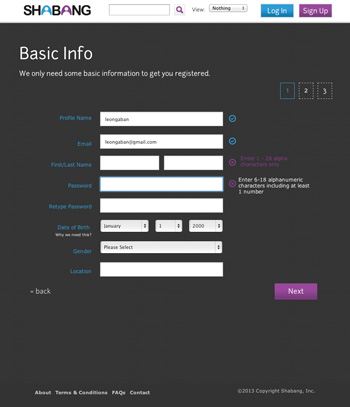 SHABANG
View: Nothing
Log In
Sign Up
Basic Info
We only need some basic information to get you registered.
1 2 3
Profile Name
leongaban
Email
leongaban@gmail.com
First/Last Name
Enter 1 - 26 alpha
characters only
Password
Enter 6-18 alphanumeric
characters including at least
1 number
Retype Password
Date of Birth
Why we need this?
January
1
2000
Gender
Please Select
Location
« back
Next
About Terms & Conditions FAQs Contact
©2013 Copyright Shabang, Inc.